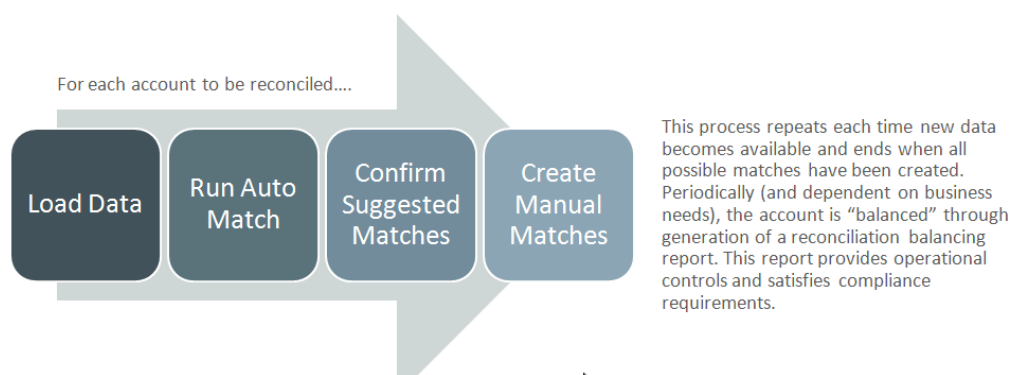 For each account to be reconciled....
Load Data
Run Auto
Match
Confirm
Suggested
Matches
Create
Manual
Matches
This process repeats each time new data
becomes available and ends when all
possible matches have been created.
Periodically (and dependent on business
needs), the account is “balanced” through
generation of a reconciliation balancing
report. This report provides operational
controls and satisfies compliance
requirements.